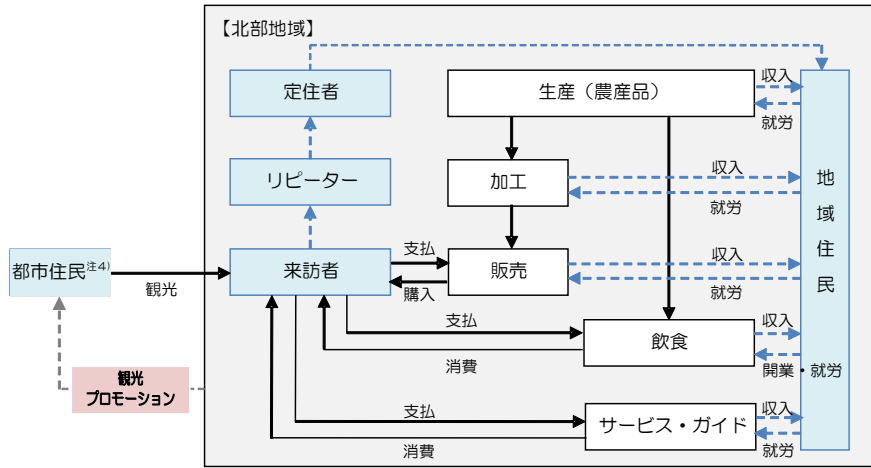 【北部地域】
定住者
生産（農産品）
収入
就労
リピーター
加工
収入
就労
地域住民
都市住民注4)
観光
来訪者
支払
購入
販売
収入
就労
支払
消費
飲食
収入
開業・就労
観光
プロモーション
支払
消費
サービス・ガイド
収入
就労